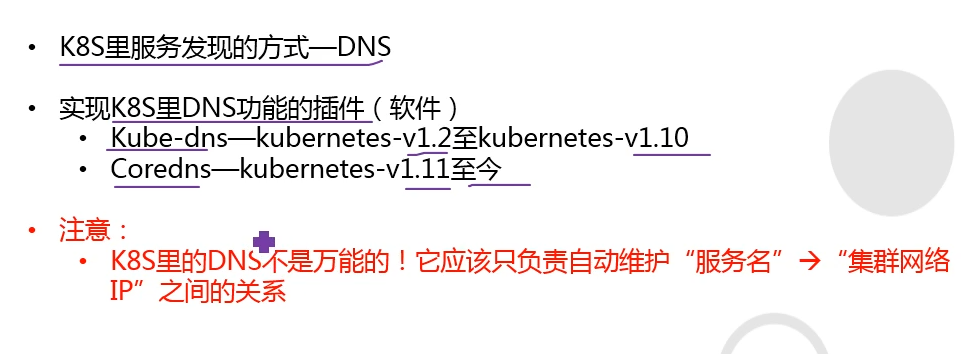 • K8S里服务发现的方式—DNS
• 实现K8S里DNS功能的插件（软件）
• Kube-dns—kubernetes-v1.2至kubernetes-v1.10
• Coredns—kubernetes-v1.11至今
• 注意：
• K8S里的DNS不是万能的！它应该只负责自动维护“服务名”→“集群网络
IP”之间的关系